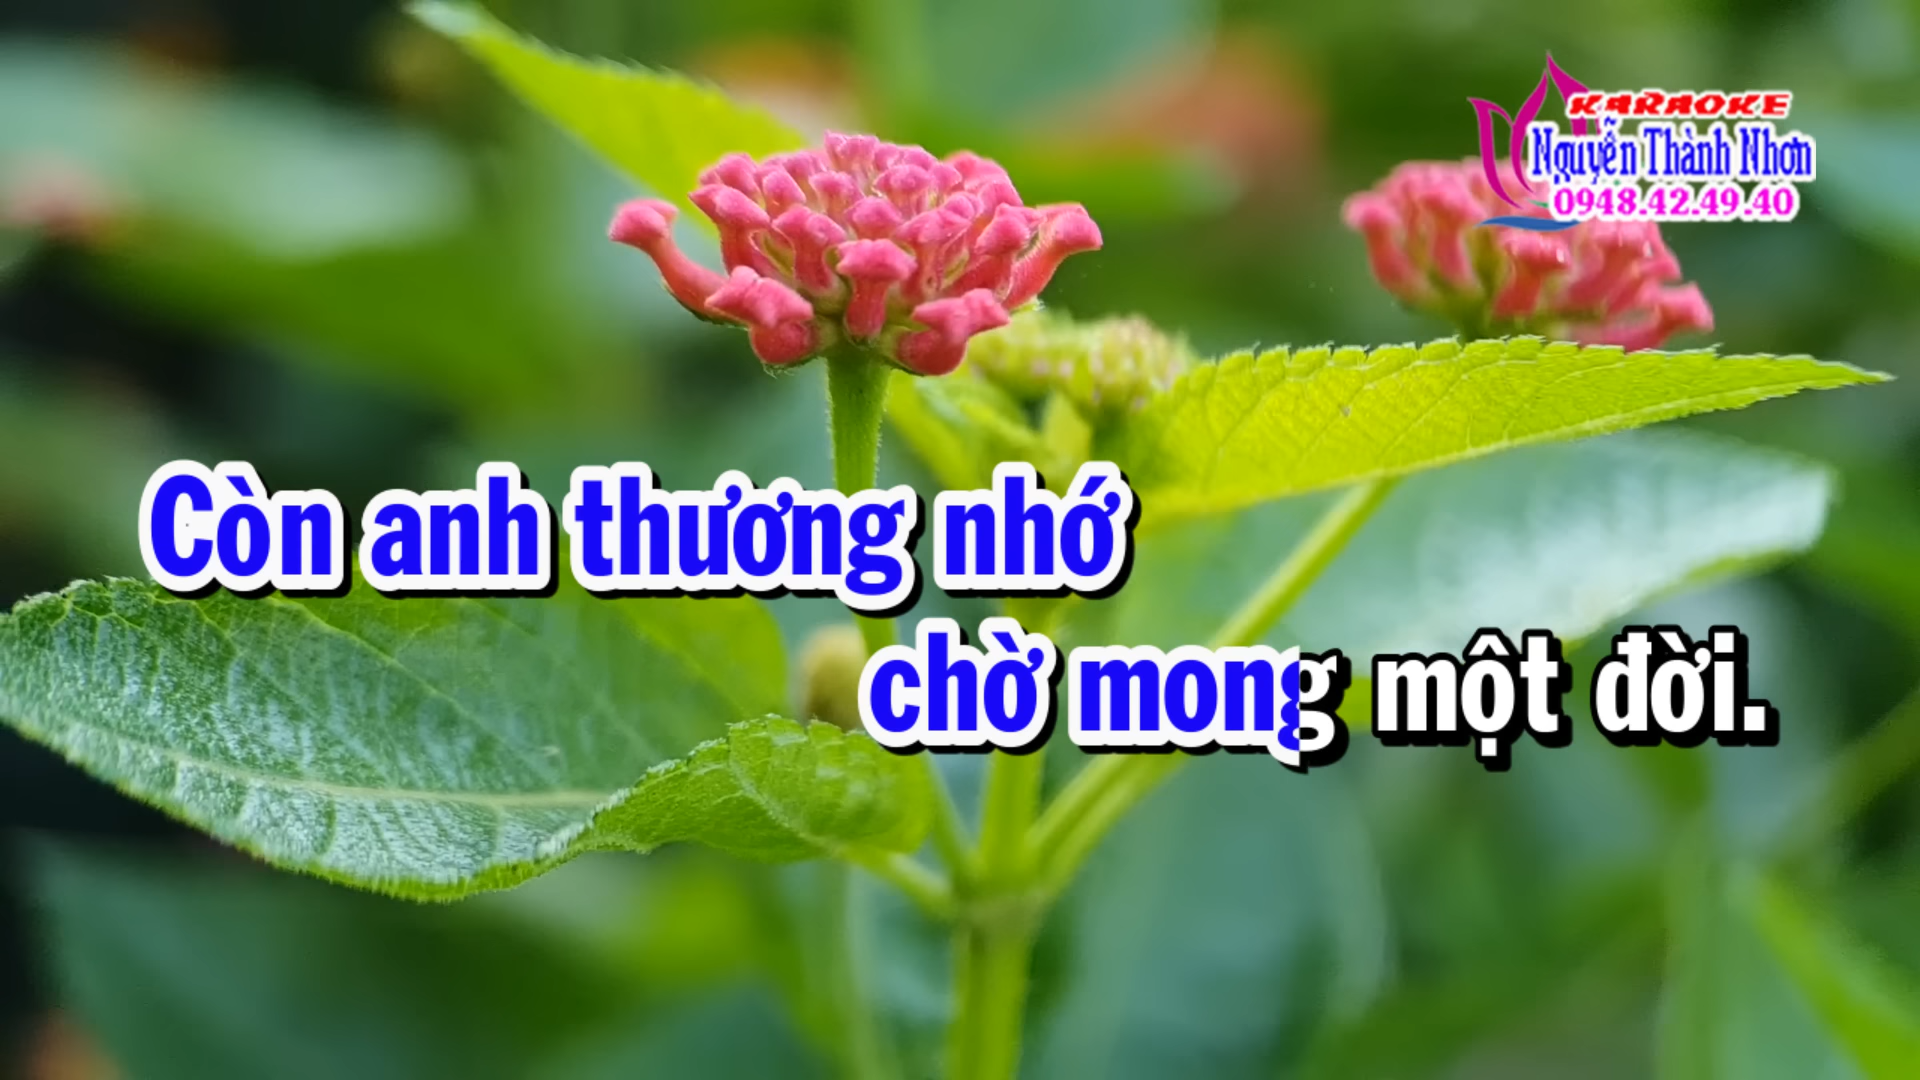 KARAOKE
Nguyễn Thành Nhơn
0948.42.49.40
Còn anh thương nhớ
chờ mong một đời.